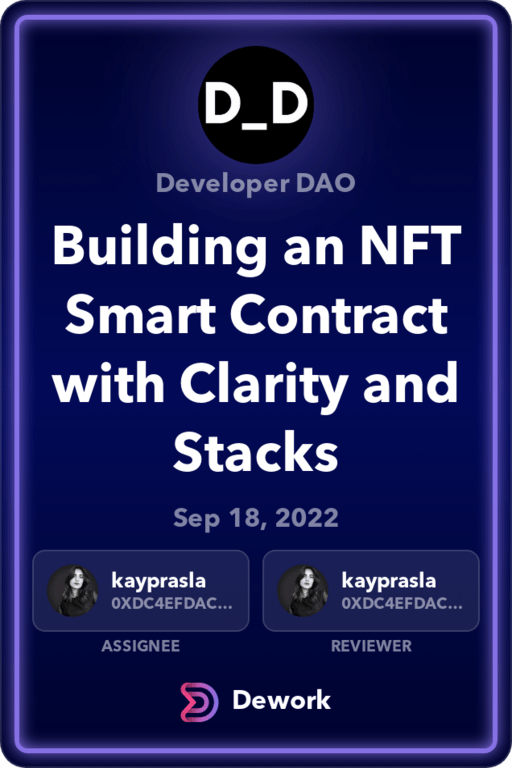 D_D
Developer DAO
Building an NFT
Smart Contract
with Clarity and
Stacks
Sep 18, 2022
kayprasla
0XDC4EFDAC...
ASSIGNEE
kayprasla
0XDC4EFDAC...
REVIEWER
Dework